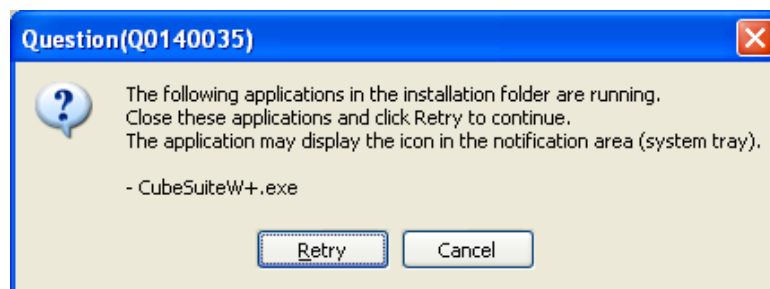 Question(Q0140035)
The following applications in the installation folder are running.
Close these applications and click Retry to continue.
The application may display the icon in the notification area (system tray).
- CubeSuiteW+.exe
Retry
Cancel